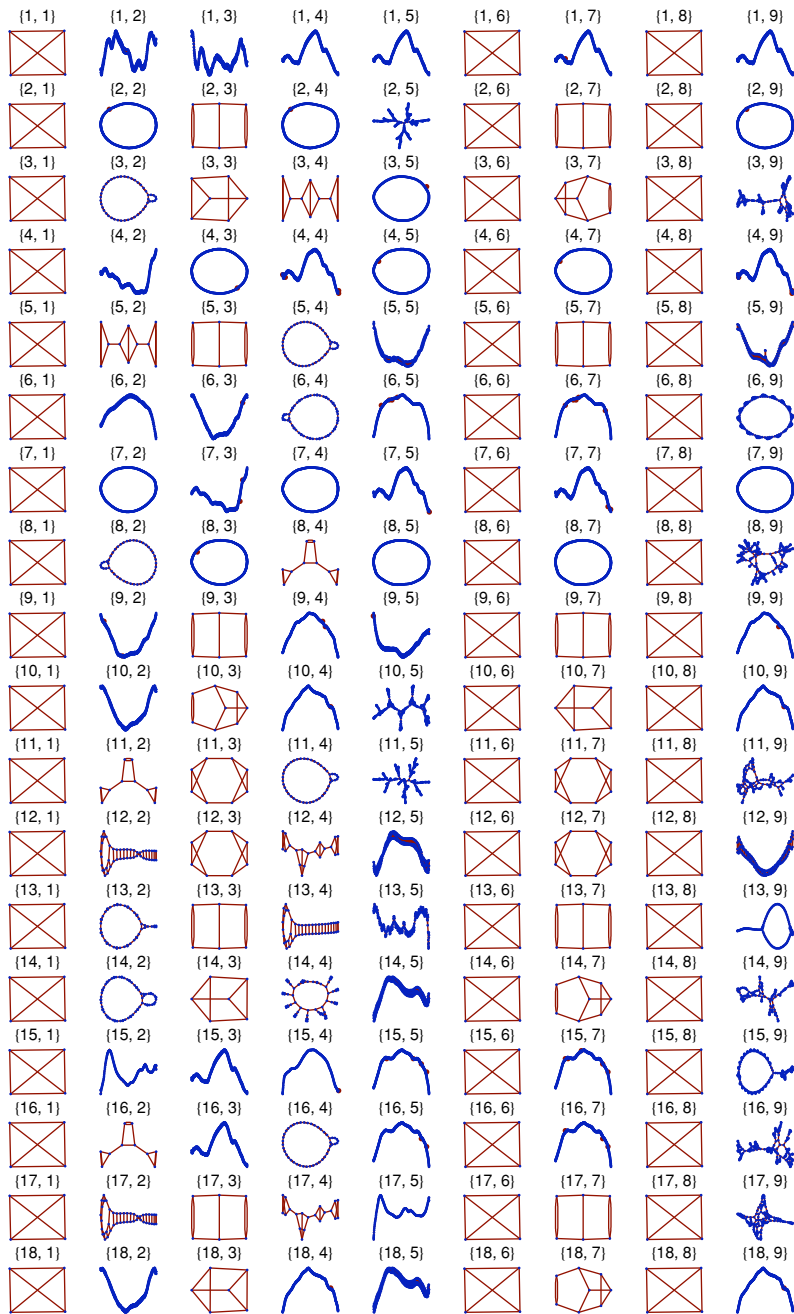 {1, 1} {1, 2} {1, 3} {1, 4} {1, 5} {1, 6} {1, 7} {1, 8} {1, 9}
{2, 1} {2, 2} {2, 3} {2, 4} {2, 5} {2, 6} {2, 7} {2, 8} {2, 9}
{3, 1} {3, 2} {3, 3} {3, 4} {3, 5} {3, 6} {3, 7} {3, 8} {3, 9}
{4, 1} {4, 2} {4, 3} {4, 4} {4, 5} {4, 6} {4, 7} {4, 8} {4, 9}
{5, 1} {5, 2} {5, 3} {5, 4} {5, 5} {5, 6} {5, 7} {5, 8} {5, 9}
{6, 1} {6, 2} {6, 3} {6, 4} {6, 5} {6, 6} {6, 7} {6, 8} {6, 9}
{7, 1} {7, 2} {7, 3} {7, 4} {7, 5} {7, 6} {7, 7} {7, 8} {7, 9}
{8, 1} {8, 2} {8, 3} {8, 4} {8, 5} {8, 6} {8, 7} {8, 8} {8, 9}
{9, 1} {9, 2} {9, 3} {9, 4} {9, 5} {9, 6} {9, 7} {9, 8} {9, 9}
{10, 1} {10, 2} {10, 3} {10, 4} {10, 5} {10, 6} {10, 7} {10, 8} {10, 9}
{11, 1} {11, 2} {11, 3} {11, 4} {11, 5} {11, 6} {11, 7} {11, 8} {11, 9}
{12, 1} {12, 2} {12, 3} {12, 4} {12, 5} {12, 6} {12, 7} {12, 8} {12, 9}
{13, 1} {13, 2} {13, 3} {13, 4} {13, 5} {13, 6} {13, 7} {13, 8} {13, 9}
{14, 1} {14, 2} {14, 3} {14, 4} {14, 5} {14, 6} {14, 7} {14, 8} {14, 9}
{15, 1} {15, 2} {15, 3} {15, 4} {15, 5} {15, 6} {15, 7} {15, 8} {15, 9}
{16, 1} {16, 2} {16, 3} {16, 4} {16, 5} {16, 6} {16, 7} {16, 8} {16, 9}
{17, 1} {17, 2} {17, 3} {17, 4} {17, 5} {17, 6} {17, 7} {17, 8} {17, 9}
{18, 1} {18, 2} {18, 3} {18, 4} {18, 5} {18, 6} {18, 7} {18, 8} {18, 9}